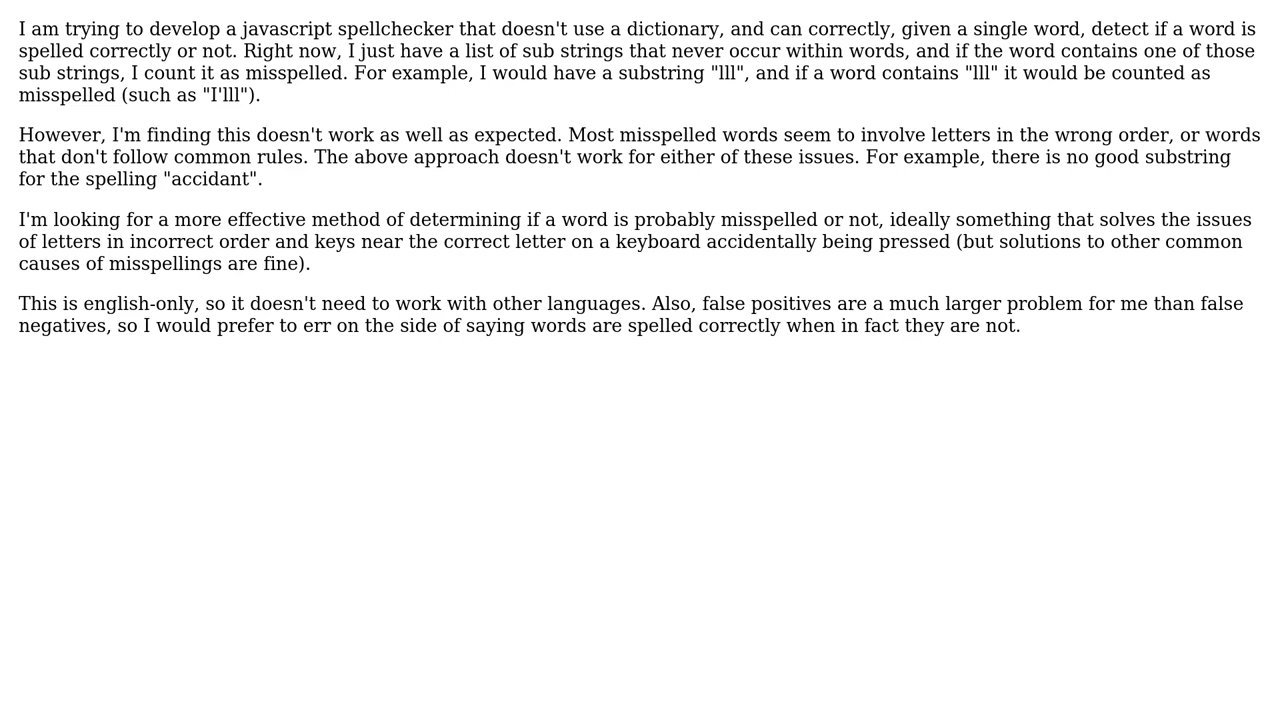 I am trying to develop a javascript spellchecker that doesn't use a dictionary, and can correctly, given a single word, detect if a word is
spelled correctly or not. Right now, I just have a list of sub strings that never occur within words, and if the word contains one of those
sub strings, I count it as misspelled. For example, I would have a substring "lll", and if a word contains "lll" it would be counted as
misspelled (such as "I'lll").
However, I'm finding this doesn't work as well as expected. Most misspelled words seem to involve letters in the wrong order, or words
that don't follow common rules. The above approach doesn't work for either of these issues. For example, there is no good substring
for the spelling "accidant".
I'm looking for a more effective method of determining if a word is probably misspelled or not, ideally something that solves the issues
of letters in incorrect order and keys near the correct letter on a keyboard accidentally being pressed (but solutions to other common
causes of misspellings are fine).
This is english-only, so it doesn't need to work with other languages. Also, false positives are a much larger problem for me than false
negatives, so I would prefer to err on the side of saying words are spelled correctly when in fact they are not.